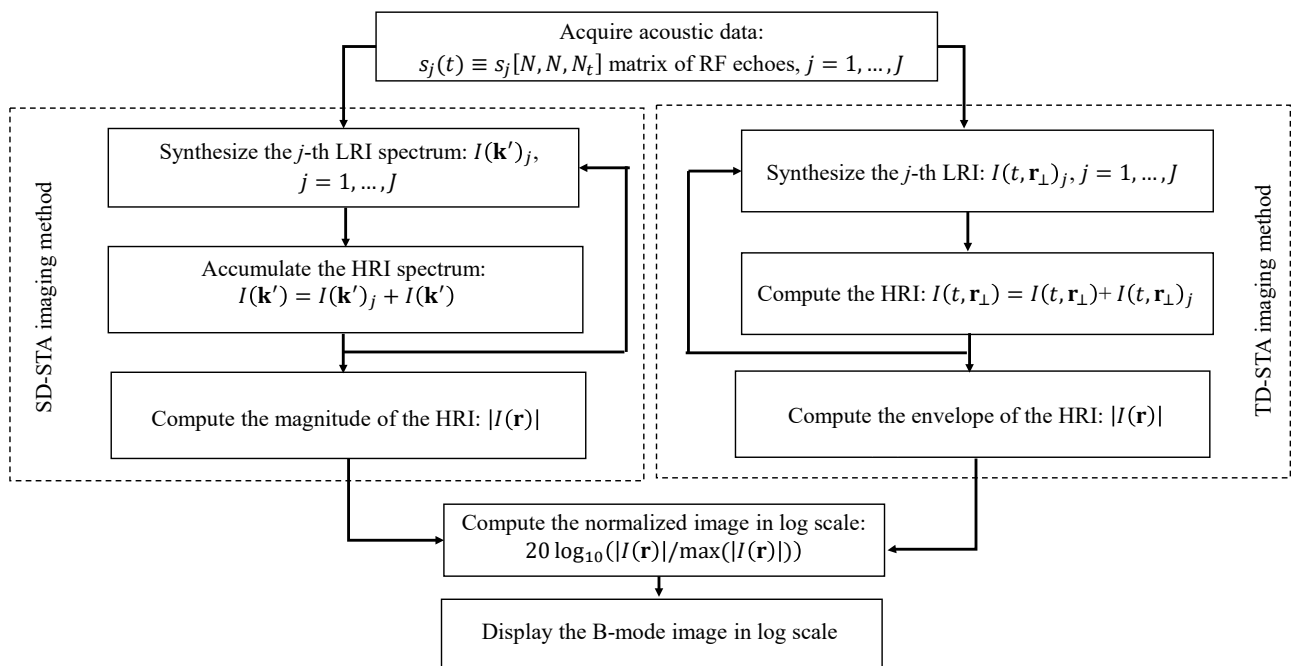 Acquire acoustic data:
s_j(t) ≡ s_j[N, N, N_t] matrix of RF echoes, j = 1, … , J
SD-STA imaging method
Synthesize the j-th LRI spectrum: I(𝐤′)_j,
j = 1, … , J
Accumulate the HRI spectrum:
I(𝐤′) = I(𝐤′)_j + I(𝐤′)
Compute the magnitude of the HRI: |I(𝐫)|
TD-STA imaging method
Synthesize the j-th LRI: I(t, 𝐫_⊥)_j, j = 1, … , J
Compute the HRI: I(t, 𝐫_⊥) = I(t, 𝐫_⊥)+ I(t, 𝐫_⊥)_j
Compute the envelope of the HRI: |I(𝐫)|
Compute the normalized image in log scale:
20 log₁₀(|I(𝐫)|/max(|I(𝐫)|))
Display the B-mode image in log scale